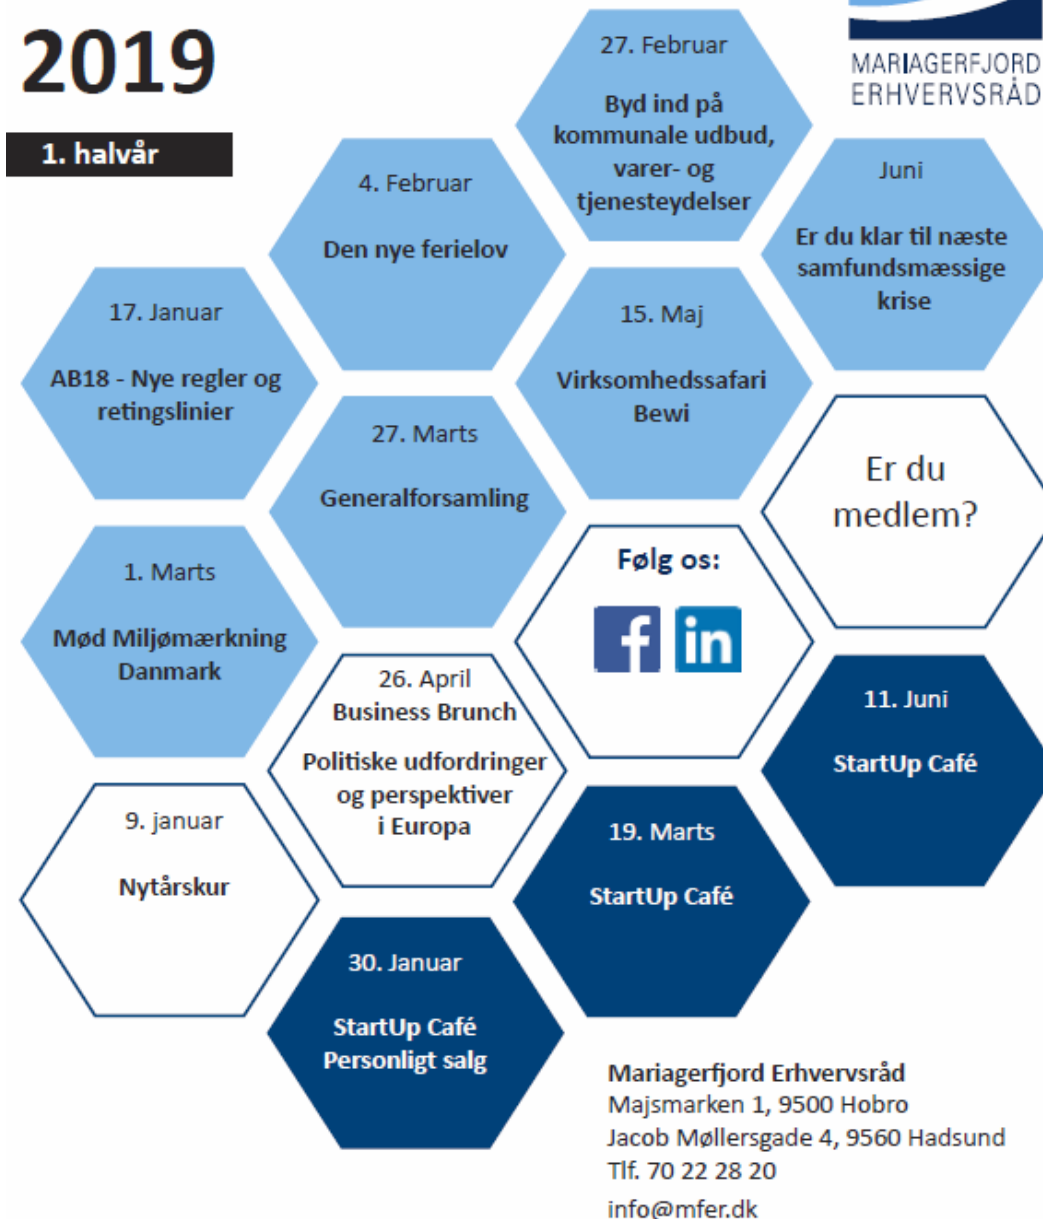 2019
1. halvår
MARIAGERFJORD
ERHVERVSRÅD
27. Februar
Byd ind på
kommunale udbud,
varer- og
tjenesteydelser
4. Februar
Den nye ferielov
Juni
Er du klar til næste
samfundsmæssige
krise
17. Januar
AB18 - Nye regler og
retingslinier
15. Maj
Virksomhedssafari
Bewi
27. Marts
Generalforsamling
Er du
medlem?
1. Marts
Mød Miljømærkning
Danmark
Følg os:
f in
26. April
Business Brunch
Politiske udfordringer
og perspektiver
i Europa
11. Juni
StartUp Café
9. januar
Nytårskur
19. Marts
StartUp Café
30. Januar
StartUp Café
Personligt salg
Mariagerfjord Erhvervsråd
Majsmarken 1, 9500 Hobro
Jacob Møllersgade 4, 9560 Hadsund
Tlf. 70 22 28 20
info@mfer.dk